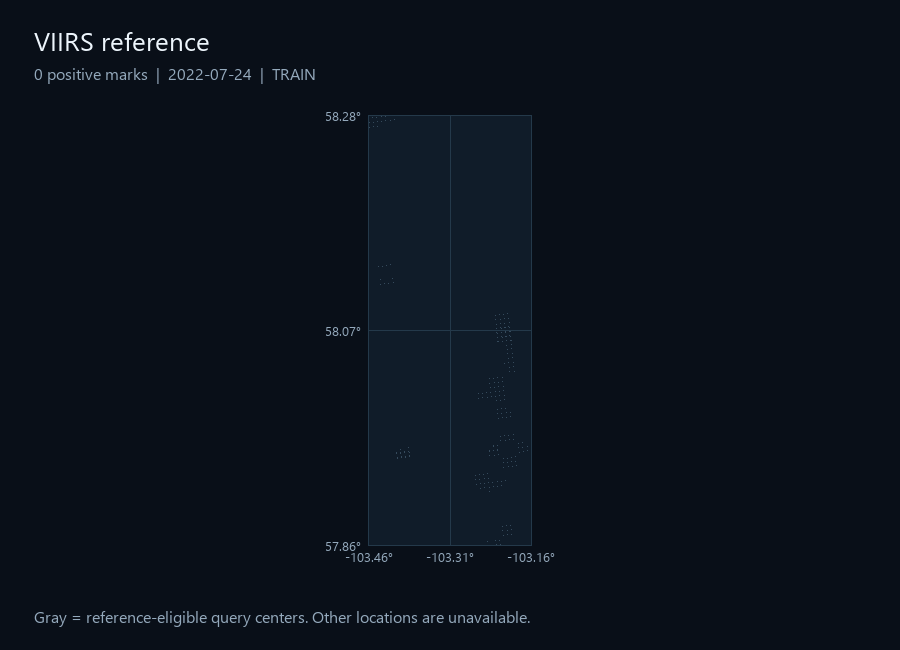 VIIRS reference
0 positive marks | 2022-07-24 | TRAIN
58.28°
58.07°
57.86°
-103.46° -103.31° -103.16°
Gray = reference-eligible query centers. Other locations are unavailable.